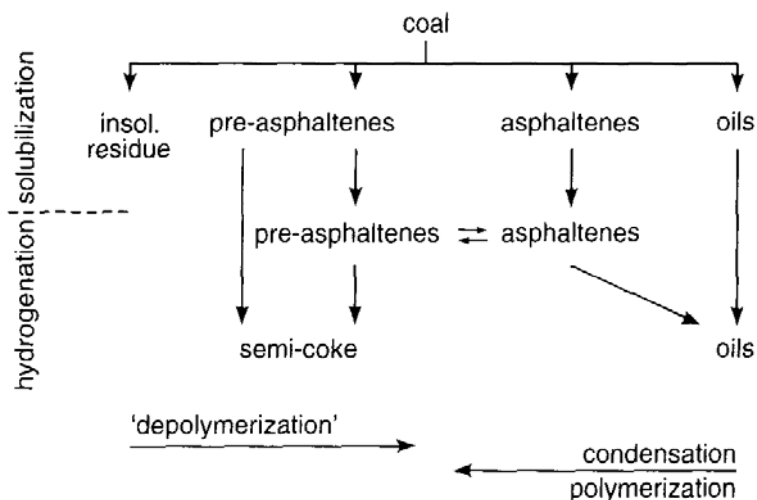 coal
insol.
residue
pre-asphaltenes
asphaltenes
oils
solubilization
hydrogenation
pre-asphaltenes
asphaltenes
semi-coke
oils
'depolymerization'
condensation
polymerization